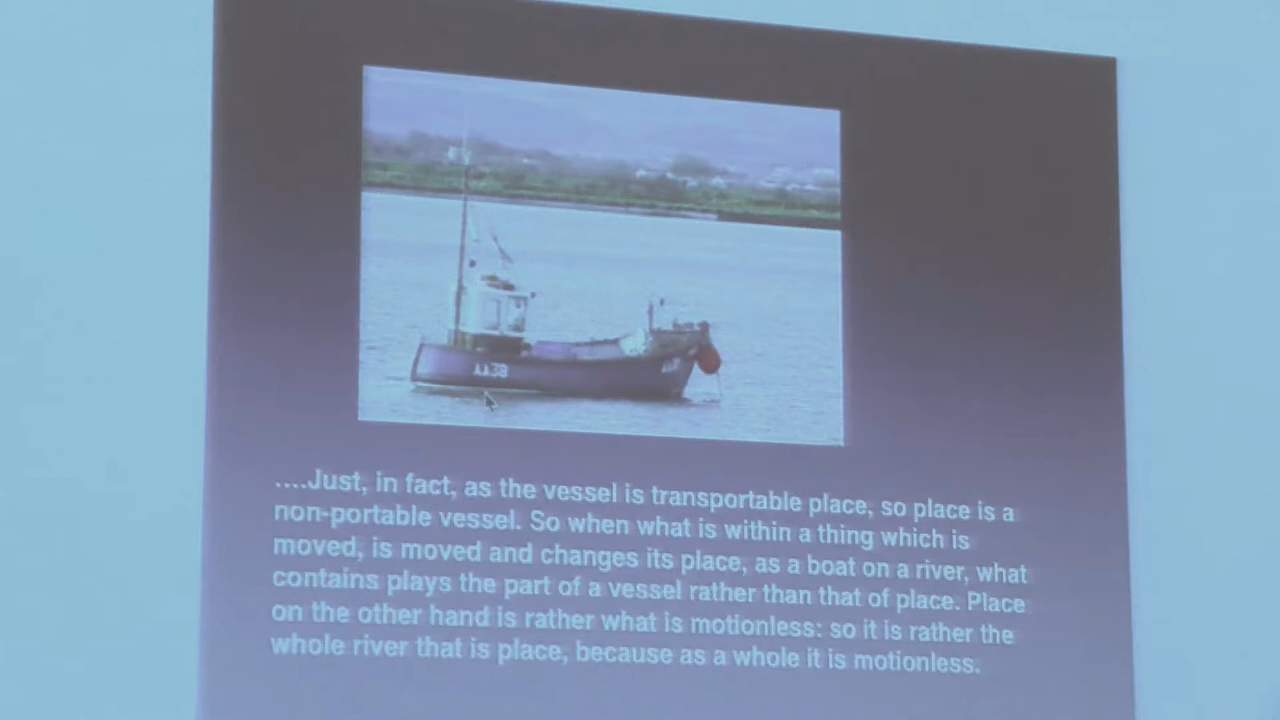 AA38
....Just, in fact, as the vessel is transportable place, so place is a
non-portable vessel. So when what is within a thing which is
moved, is moved and changes its place, as a boat on a river, what
contains plays the part of a vessel rather than that of place. Place
on the other hand is rather what is motionless: so it is rather the
whole river that is place, because as a whole it is motionless.